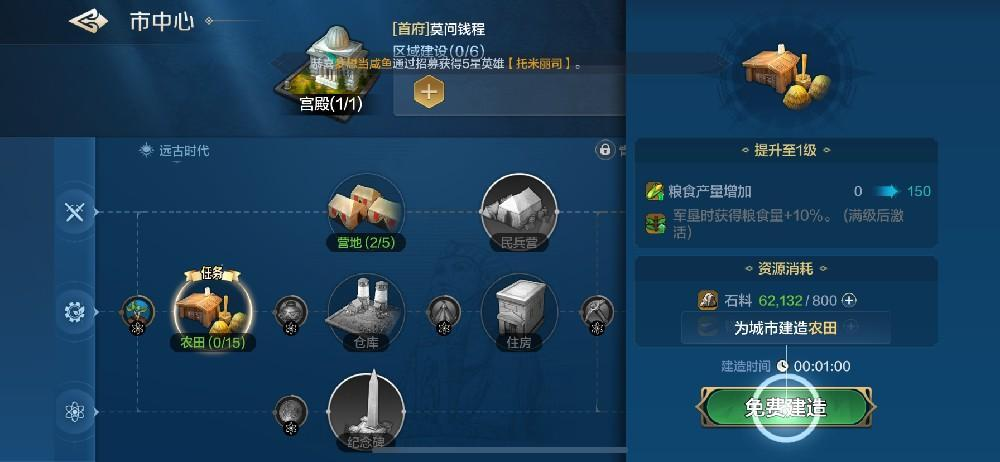 市中心
[首府]莫问钱程
区域建设(0/6)
恭喜梦想当咸鱼通过招募获得5星英雄【托米丽司】。
宫殿(1/1)
远古时代
营地(2/5)
民兵营
任务
农田(0/15)
仓库
住房
纪念碑
提升至1级
粮食产量增加 0 150
军垦时获得粮食量+10%。(满级后激
活)
资源消耗
石料 62,132/800
为城市建造农田
建造时间 00:01:00
免费建造